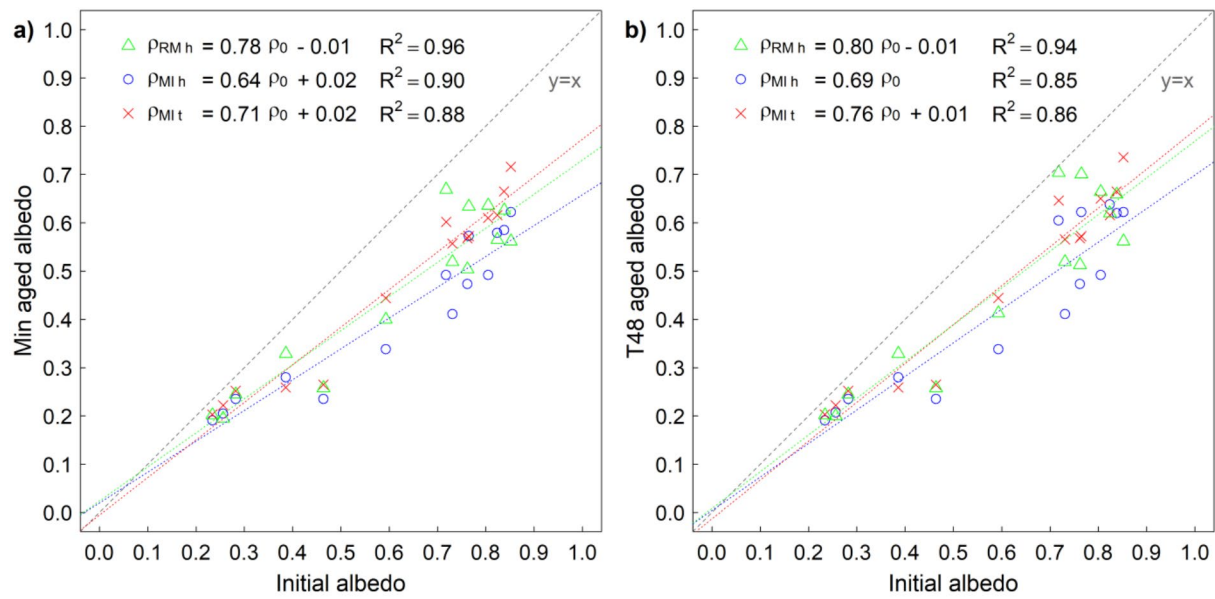 a)
ρRM h = 0.78 ρ0 - 0.01 R² = 0.96
ρMI h = 0.64 ρ0 + 0.02 R² = 0.90
ρMI t = 0.71 ρ0 + 0.02 R² = 0.88
y=x
Min aged albedo
1.0
0.9
0.8
0.7
0.6
0.5
0.4
0.3
0.2
0.1
0.0
0.0 0.1 0.2 0.3 0.4 0.5 0.6 0.7 0.8 0.9 1.0
Initial albedo
b)
ρRM h = 0.80 ρ0 - 0.01 R² = 0.94
ρMI h = 0.69 ρ0 R² = 0.85
ρMI t = 0.76 ρ0 + 0.01 R² = 0.86
y=x
T48 aged albedo
1.0
0.9
0.8
0.7
0.6
0.5
0.4
0.3
0.2
0.1
0.0
0.0 0.1 0.2 0.3 0.4 0.5 0.6 0.7 0.8 0.9 1.0
Initial albedo